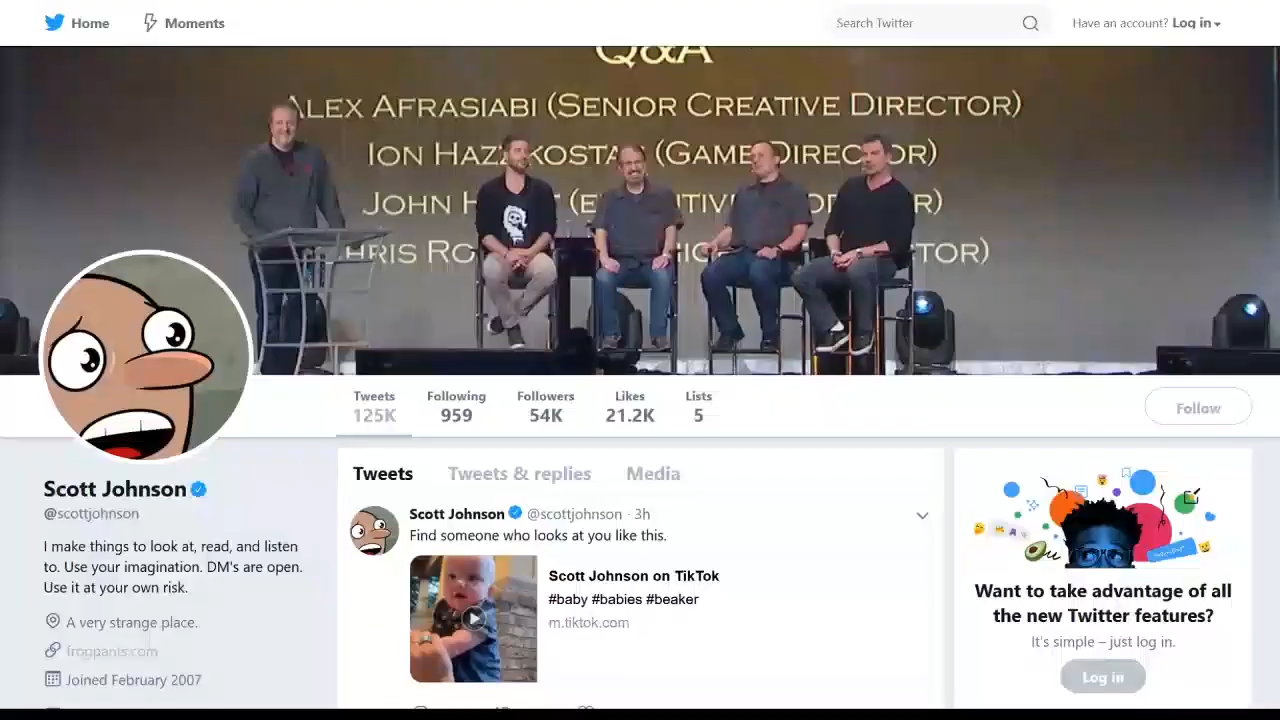 Home
Moments
Search Twitter
Have an account? Log in
Q&A
ALEX AFRASIABI (SENIOR CREATIVE DIRECTOR)
ION HAZZIKOSTAS (GAME DIRECTOR)
JOHN
Tweets
125K
Following
959
Followers
54K
Likes
21.2K
Lists
5
Follow
Scott Johnson
@scottjohnson
I make things to look at, read, and listen
to. Use your imagination. DM's are open.
Use it at your own risk.
A very strange place.
frogpants.com
Joined February 2007
Tweets Tweets & replies Media
Scott Johnson @scottjohnson · 3h
Find someone who looks at you like this.
Scott Johnson on TikTok
#baby #babies #beaker
m.tiktok.com
Want to take advantage of all
the new Twitter features?
It's simple – just log in.
Log in